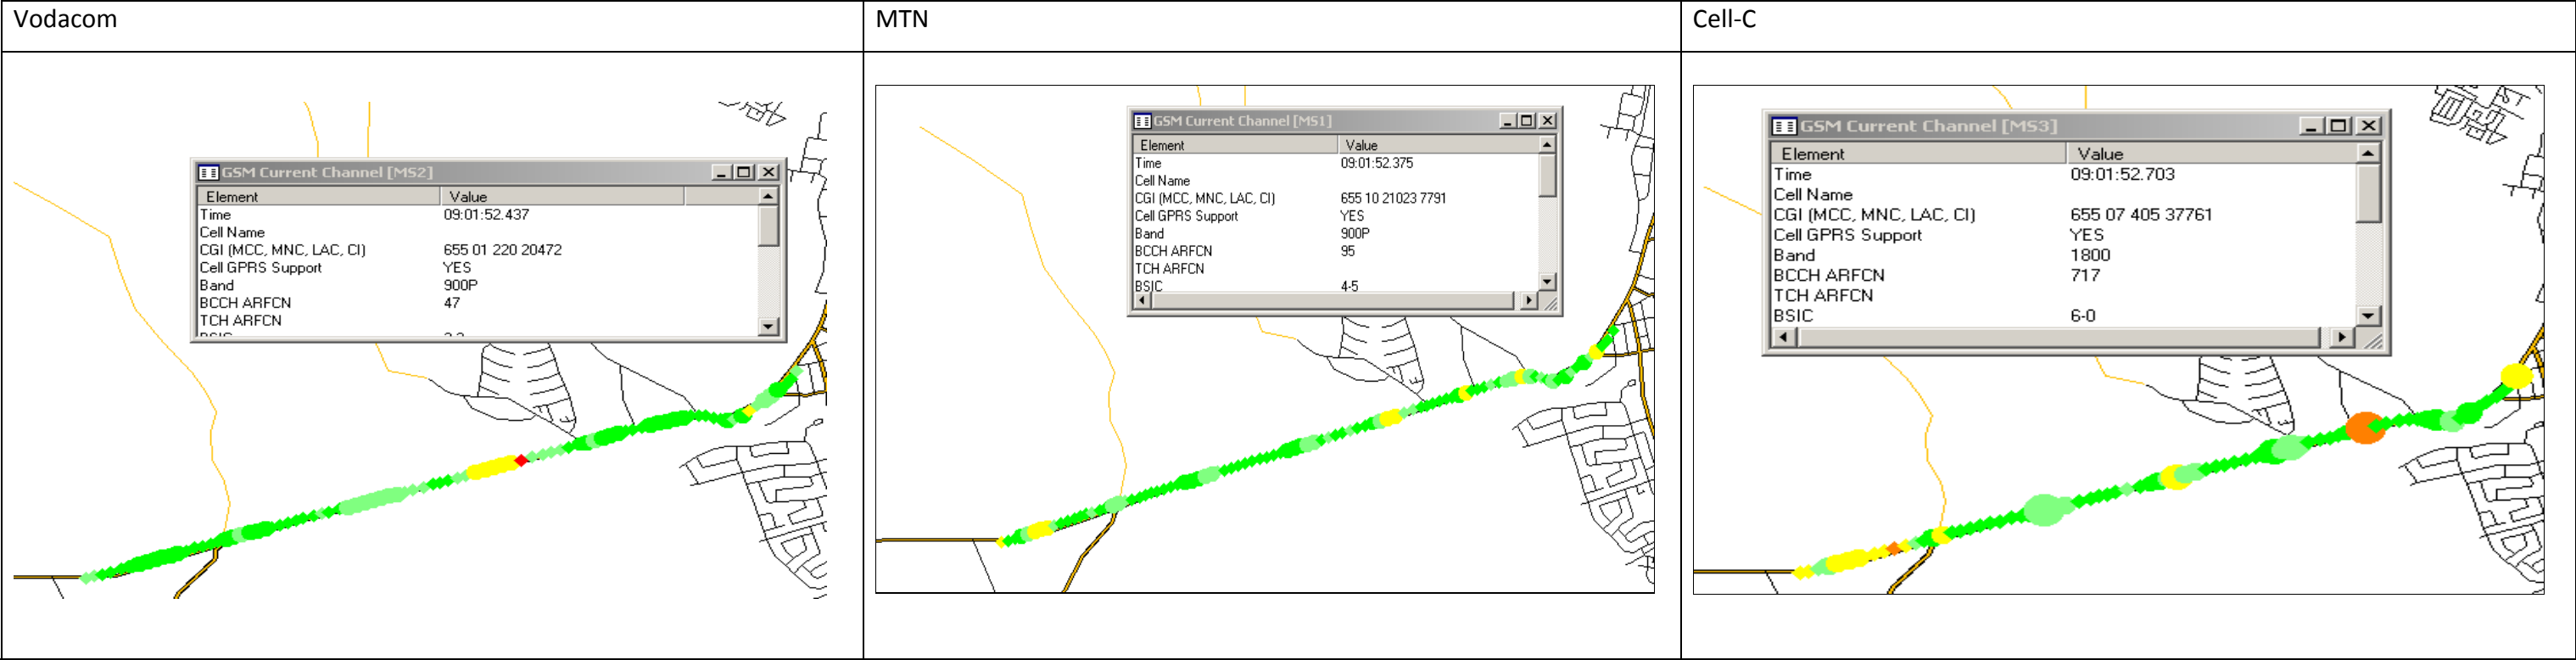 Vodacom
GSM Current Channel [MS2]
Element Value
Time 09:01:52.437
Cell Name
CGI (MCC, MNC, LAC, CI) 655 01 220 20472
Cell GPRS Support YES
Band 900P
BCCH ARFCN 47
TCH ARFCN
MTN
GSM Current Channel [MS1]
Element Value
Time 09:01:52.375
Cell Name
CGI (MCC, MNC, LAC, CI) 655 10 21023 7791
Cell GPRS Support YES
Band 900P
BCCH ARFCN 95
TCH ARFCN
BSIC 4-5
Cell-C
GSM Current Channel [MS3]
Element Value
Time 09:01:52.703
Cell Name
CGI (MCC, MNC, LAC, CI) 655 07 405 37761
Cell GPRS Support YES
Band 1800
BCCH ARFCN 717
TCH ARFCN
BSIC 6-0